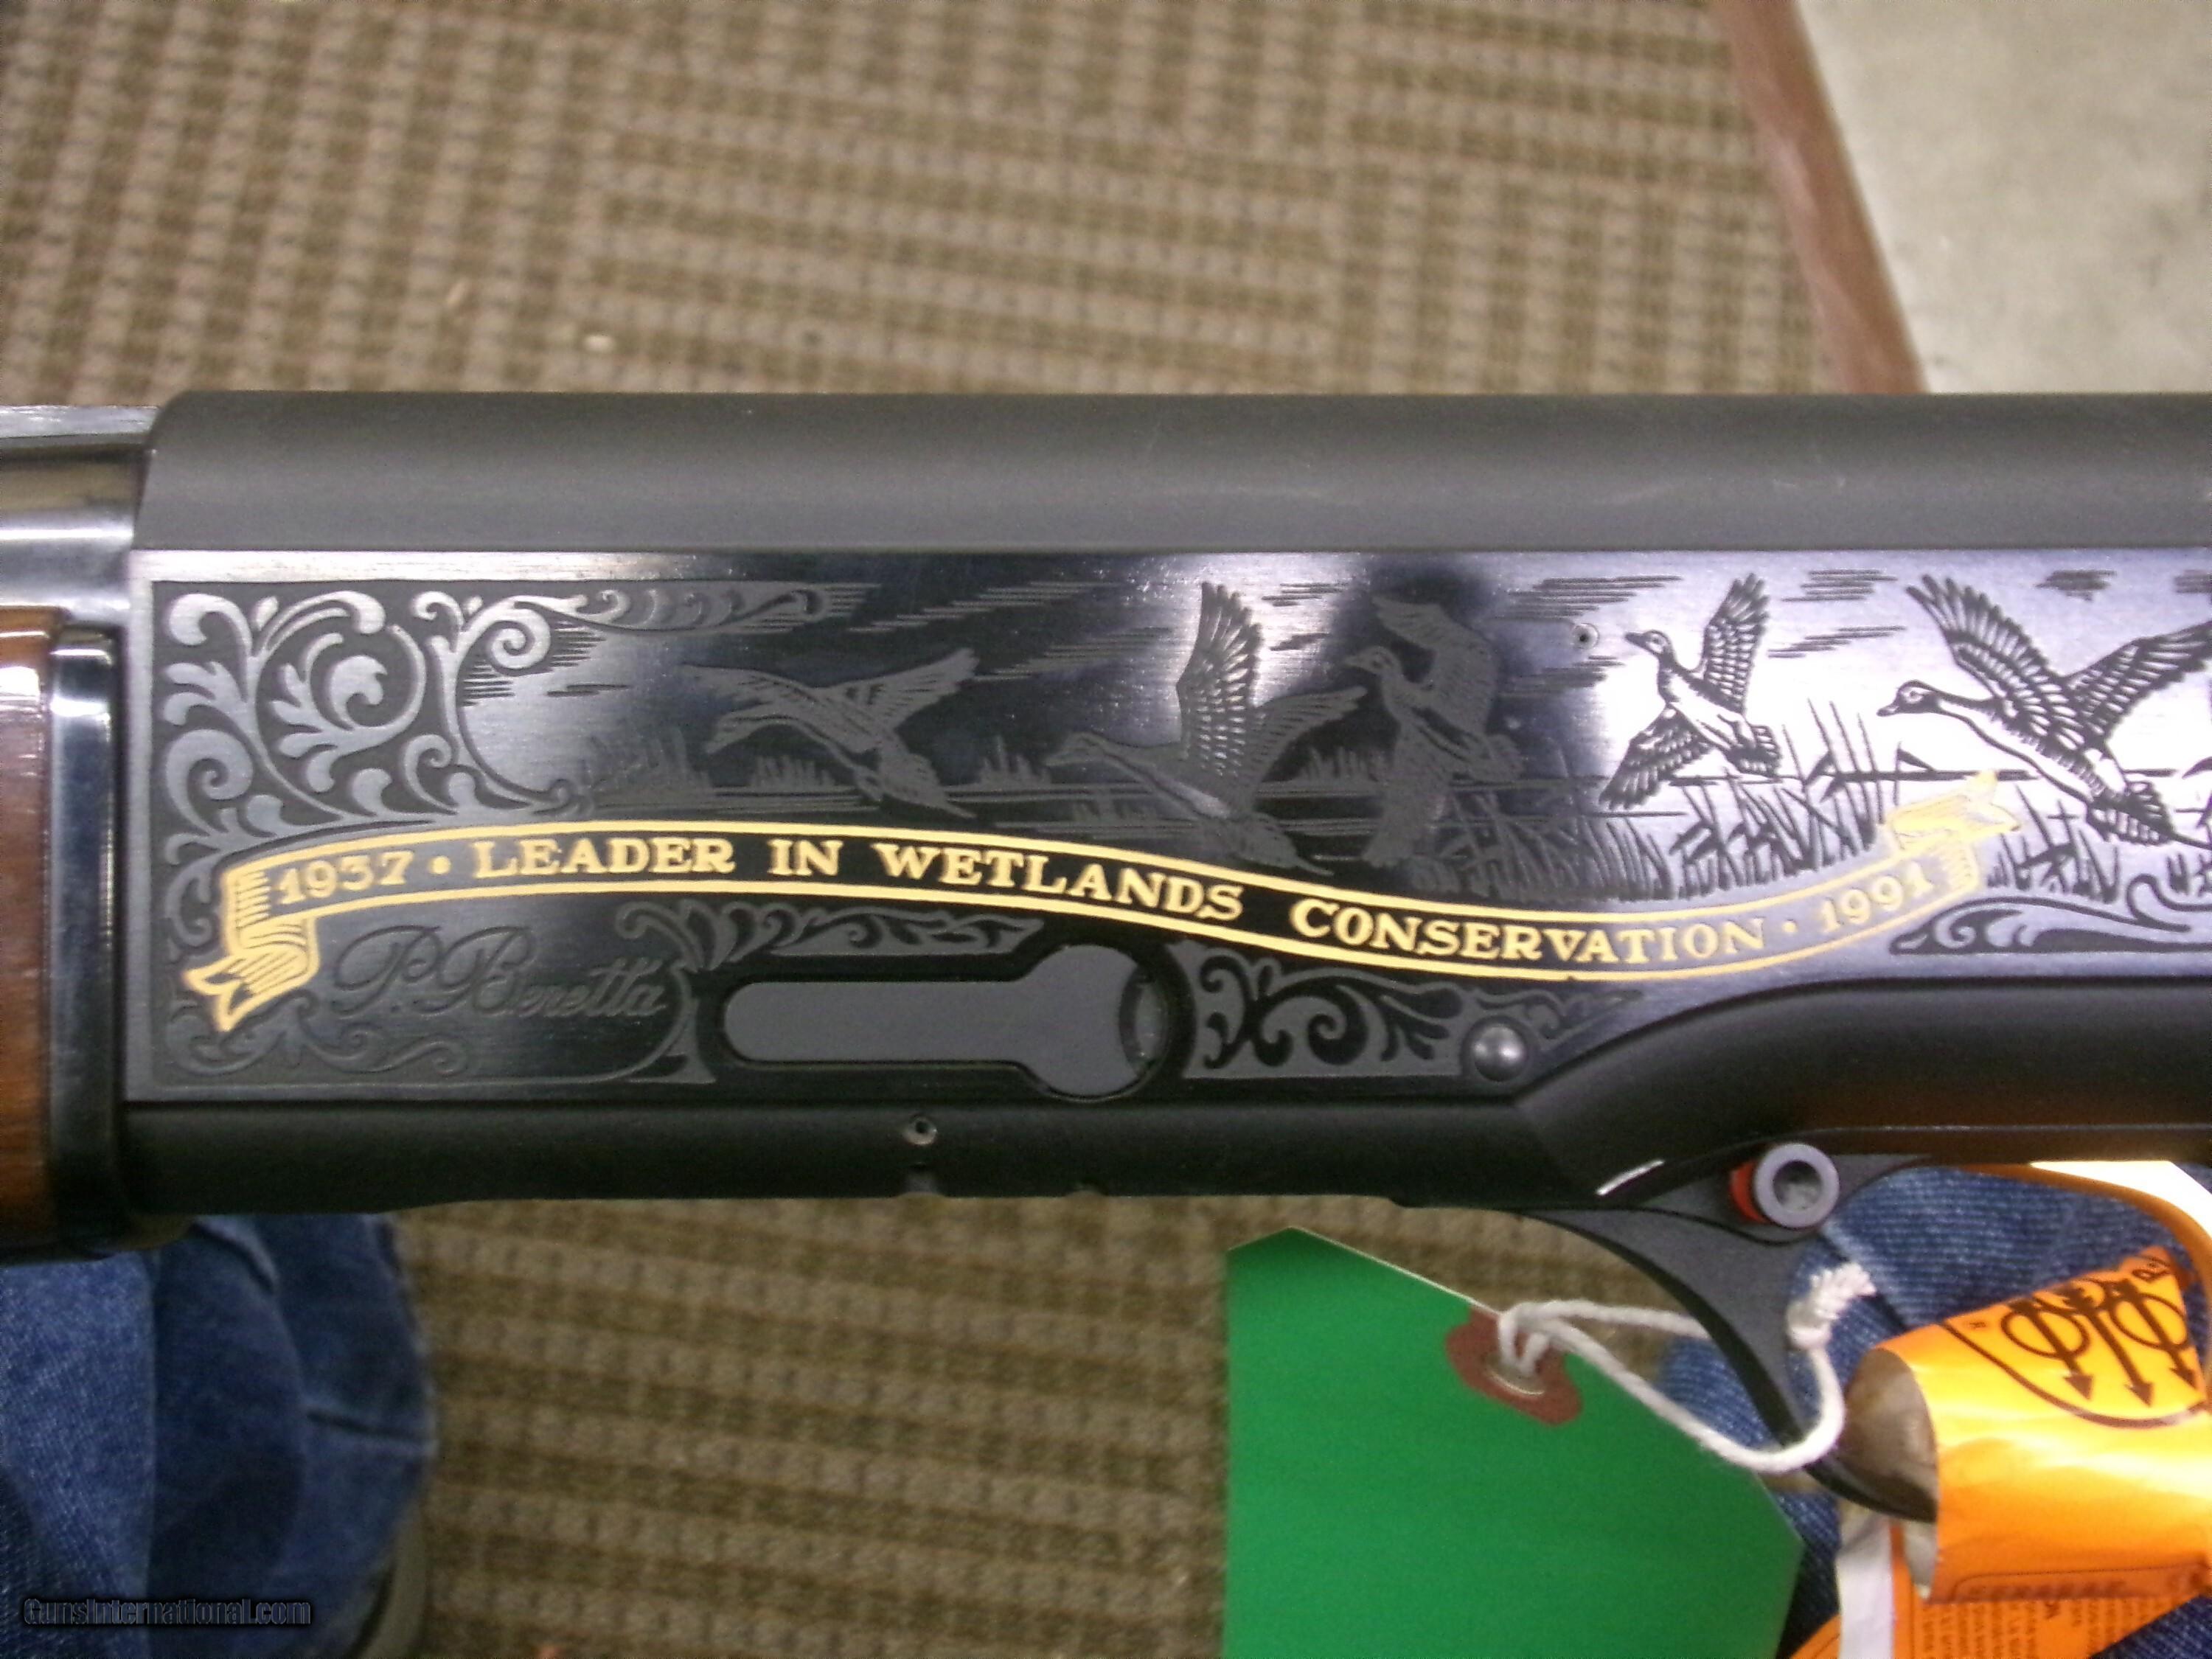 1937 · LEADER IN WETLANDS CONSERVATION · 1991
P. Beretta
GunsInternational.com